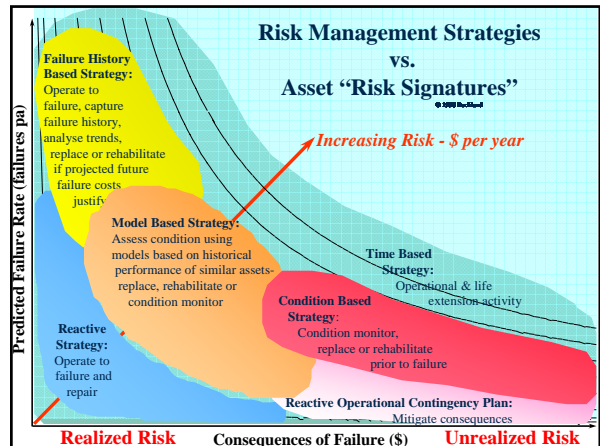 Risk Management Strategies
vs.
Asset “Risk Signatures”
Failure History
Based Strategy:
Operate to
failure, capture
failure history,
analyse trends,
replace or rehabilitate
if projected future
failure costs
justify
Increasing Risk - $ per year
Model Based Strategy:
Assess condition using
models based on historical
performance of similar assets-
replace, rehabilitate or
condition monitor
Time Based
Strategy:
Operational & life
extension activity
Condition Based
Strategy:
Condition monitor,
replace or rehabilitate
prior to failure
Reactive
Strategy:
Operate to
failure and
repair
Reactive Operational Contingency Plan:
Mitigate consequences
Predicted Failure Rate (failures pa)
Realized Risk
Consequences of Failure ($)
Unrealized Risk